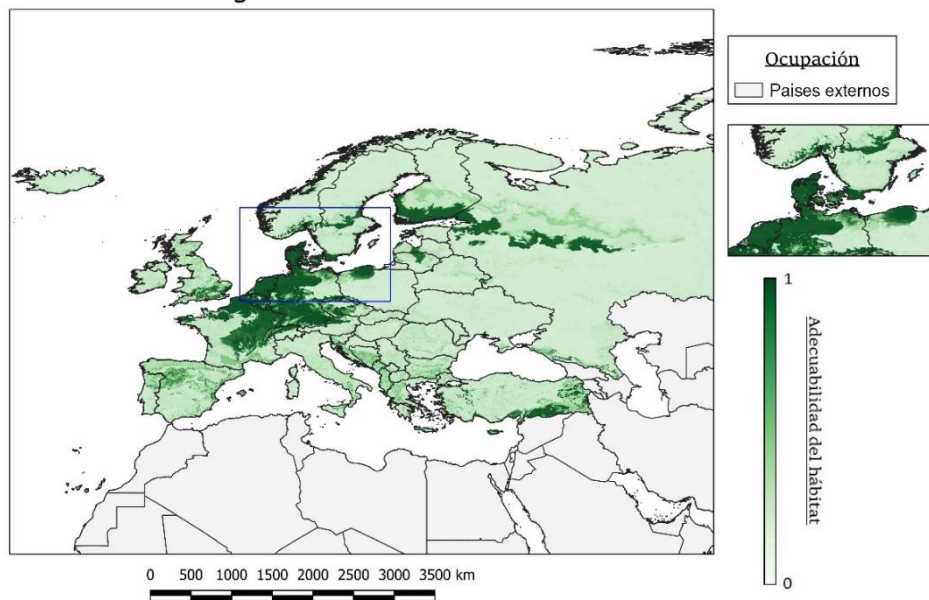 Ocupación
Paises externos
1
Adecuabilidad del hábitat
0
0 500 1000 1500 2000 2500 3000 3500 km